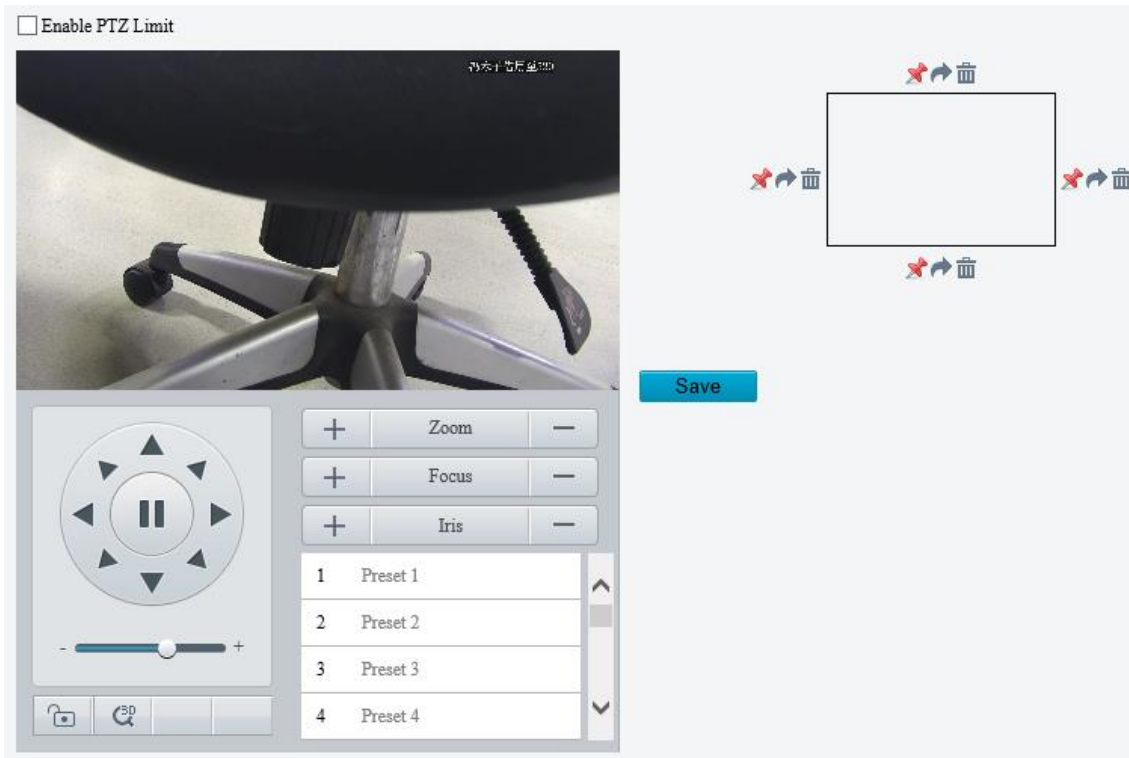 Enable PTZ Limit
Save
+ Zoom −
+ Focus −
+ Iris −
1 Preset 1
2 Preset 2
3 Preset 3
4 Preset 4
- +
3D